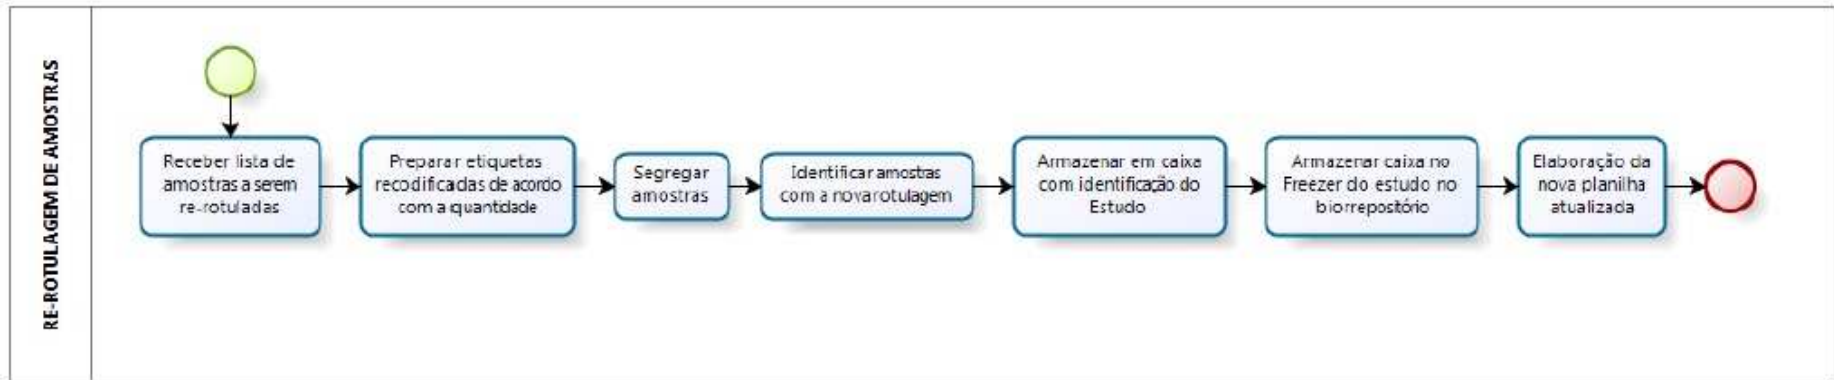 RE-ROTULAGEM DE AMOSTRAS
Receber lista de
amostras a serem
re-rotuladas
Preparar etiquetas
recodificadas de acordo
com a quantidade
Segregar
amostras
Identificar amostras
com a nova rotulagem
Armazenar em caixa
com identificação do
Estudo
Armazenar caixa no
Freezer do estudo no
biorrepositório
Elaboração da
nova planilha
atualizada